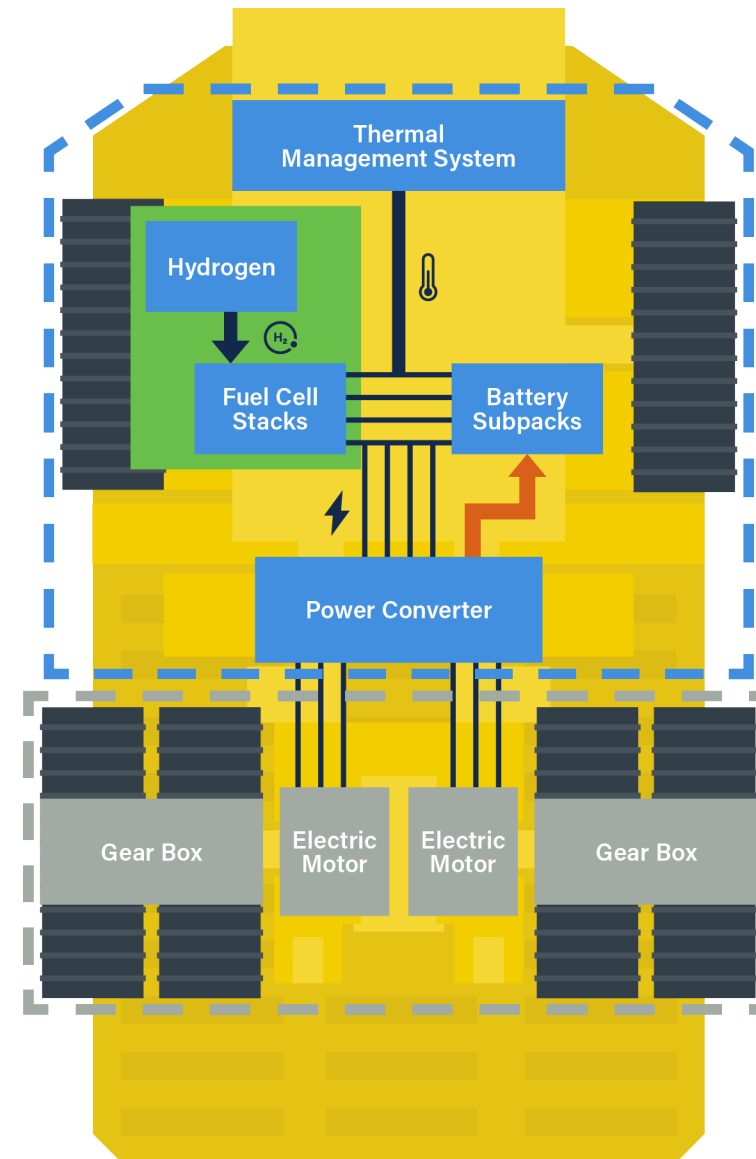 Thermal
Management System
Hydrogen
H₂
Fuel Cell
Stacks
Battery
Subpacks
Power Converter
Gear Box
Electric
Motor
Electric
Motor
Gear Box